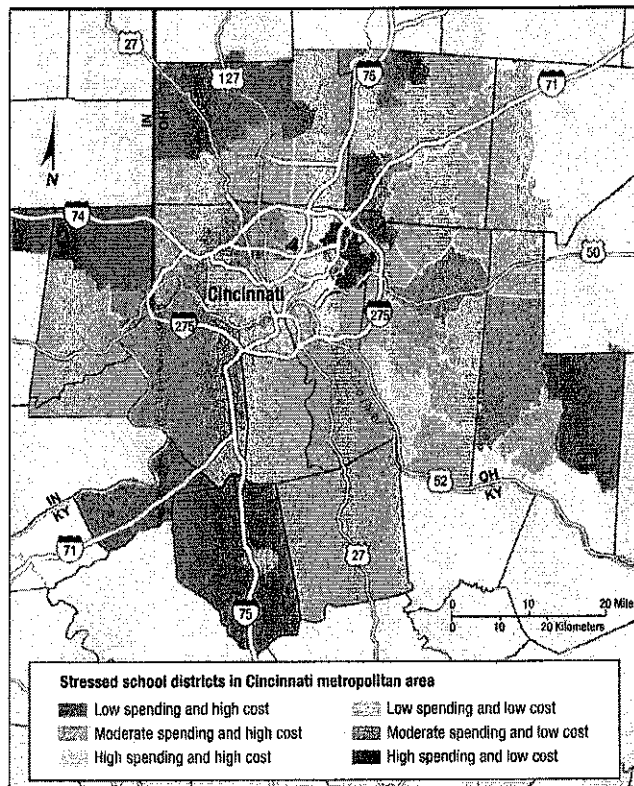 27
127
76
71
IN
OH
N
74
50
Cincinnati
275
275
IN
KY
52
OH
KY
71
27
75
0 10 20 Miles
0 10 20 Kilometers
Stressed school districts in Cincinnati metropolitan area
Low spending and high cost
Moderate spending and high cost
High spending and high cost
Low spending and low cost
Moderate spending and low cost
High spending and low cost